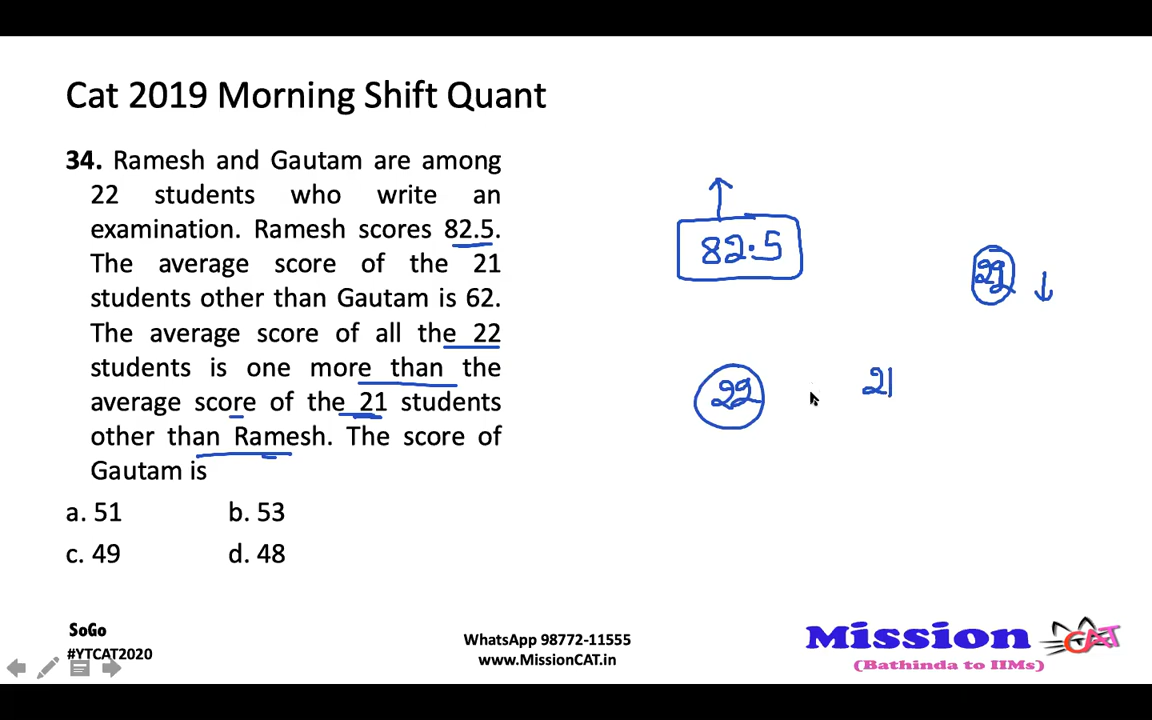 Cat 2019 Morning Shift Quant
34. Ramesh and Gautam are among
22 students who write an
examination. Ramesh scores 82.5.
The average score of the 21
students other than Gautam is 62.
The average score of all the 22
students is one more than the
average score of the 21 students
other than Ramesh. The score of
Gautam is
a. 51 b. 53
c. 49 d. 48
82.5
22
22 21
SoGo
#YTCAT2020
WhatsApp 98772-11555
www.MissionCAT.in
Mission CAT
(Bathinda to IIMs)